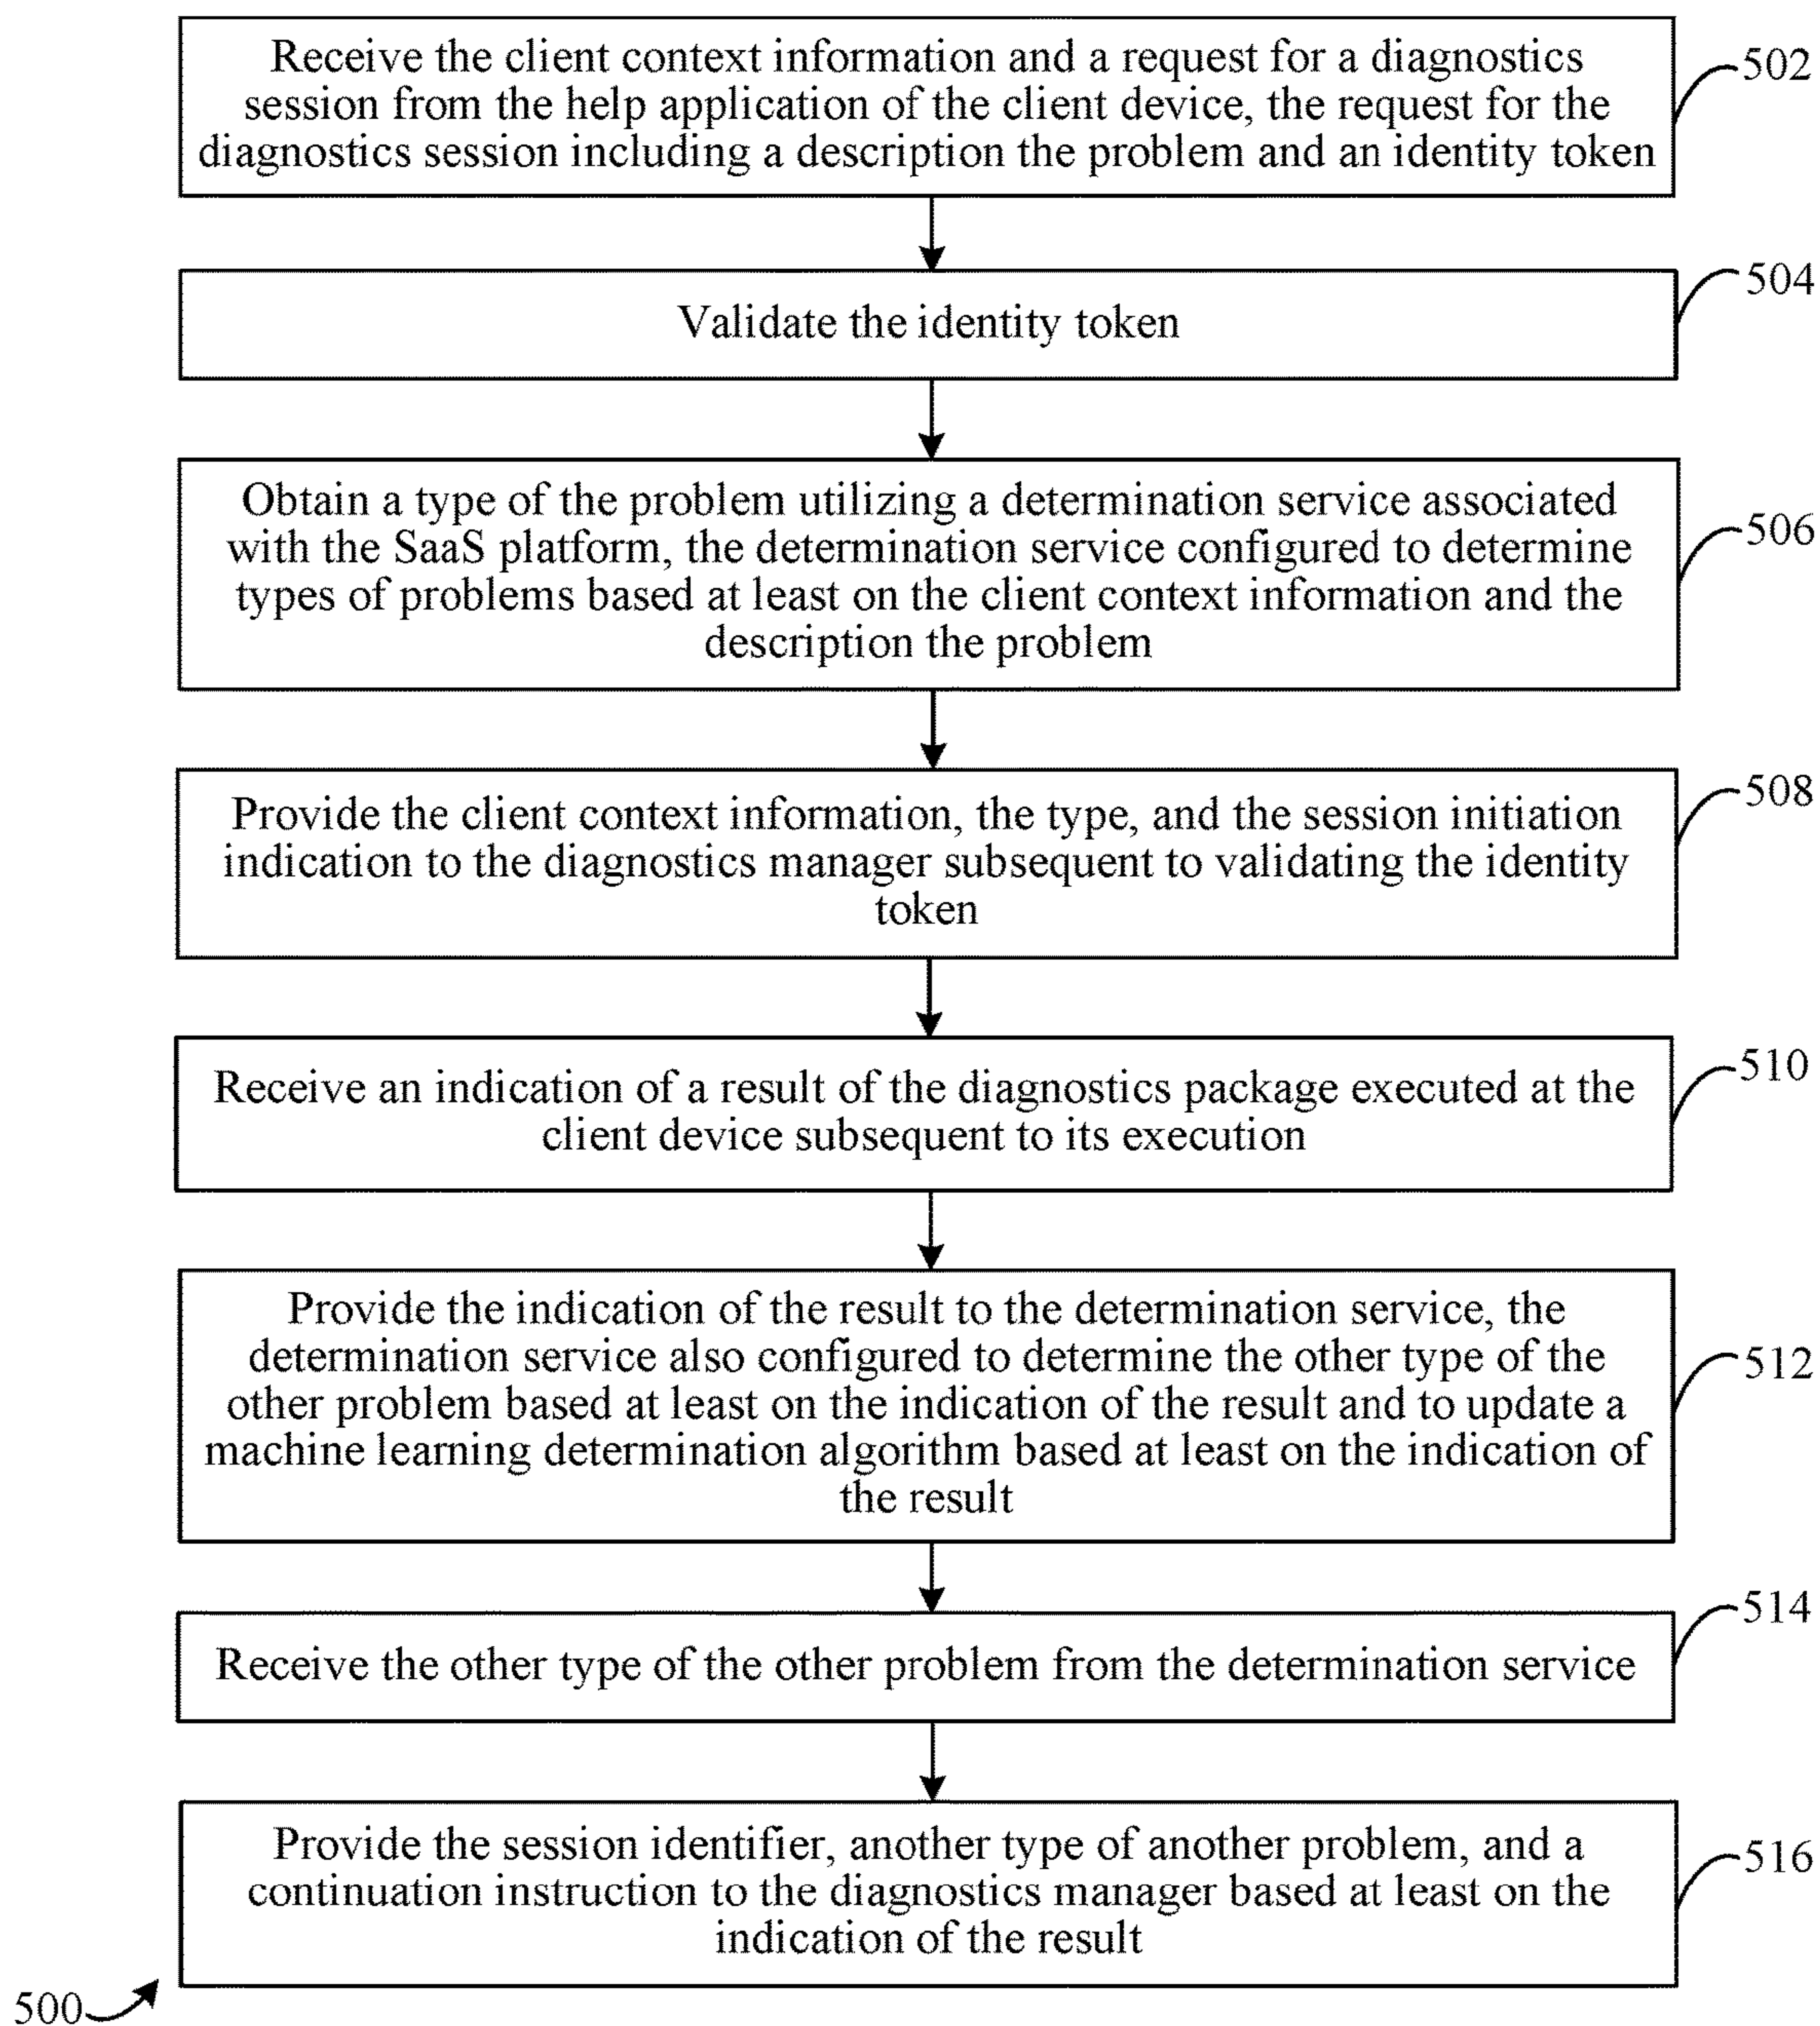 Receive the client context information and a request for a diagnostics
session from the help application of the client device, the request for the
diagnostics session including a description the problem and an identity token
502
Validate the identity token
504
Obtain a type of the problem utilizing a determination service associated
with the SaaS platform, the determination service configured to determine
types of problems based at least on the client context information and the
description the problem
506
Provide the client context information, the type, and the session initiation
indication to the diagnostics manager subsequent to validating the identity
token
508
Receive an indication of a result of the diagnostics package executed at the
client device subsequent to its execution
510
Provide the indication of the result to the determination service, the
determination service also configured to determine the other type of the
other problem based at least on the indication of the result and to update a
machine learning determination algorithm based at least on the indication of
the result
512
Receive the other type of the other problem from the determination service
514
Provide the session identifier, another type of another problem, and a
continuation instruction to the diagnostics manager based at least on the
indication of the result
516
500